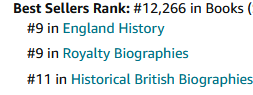 Best Sellers Rank: #12,266 in Books (
#9 in England History
#9 in Royalty Biographies
#11 in Historical British Biographies